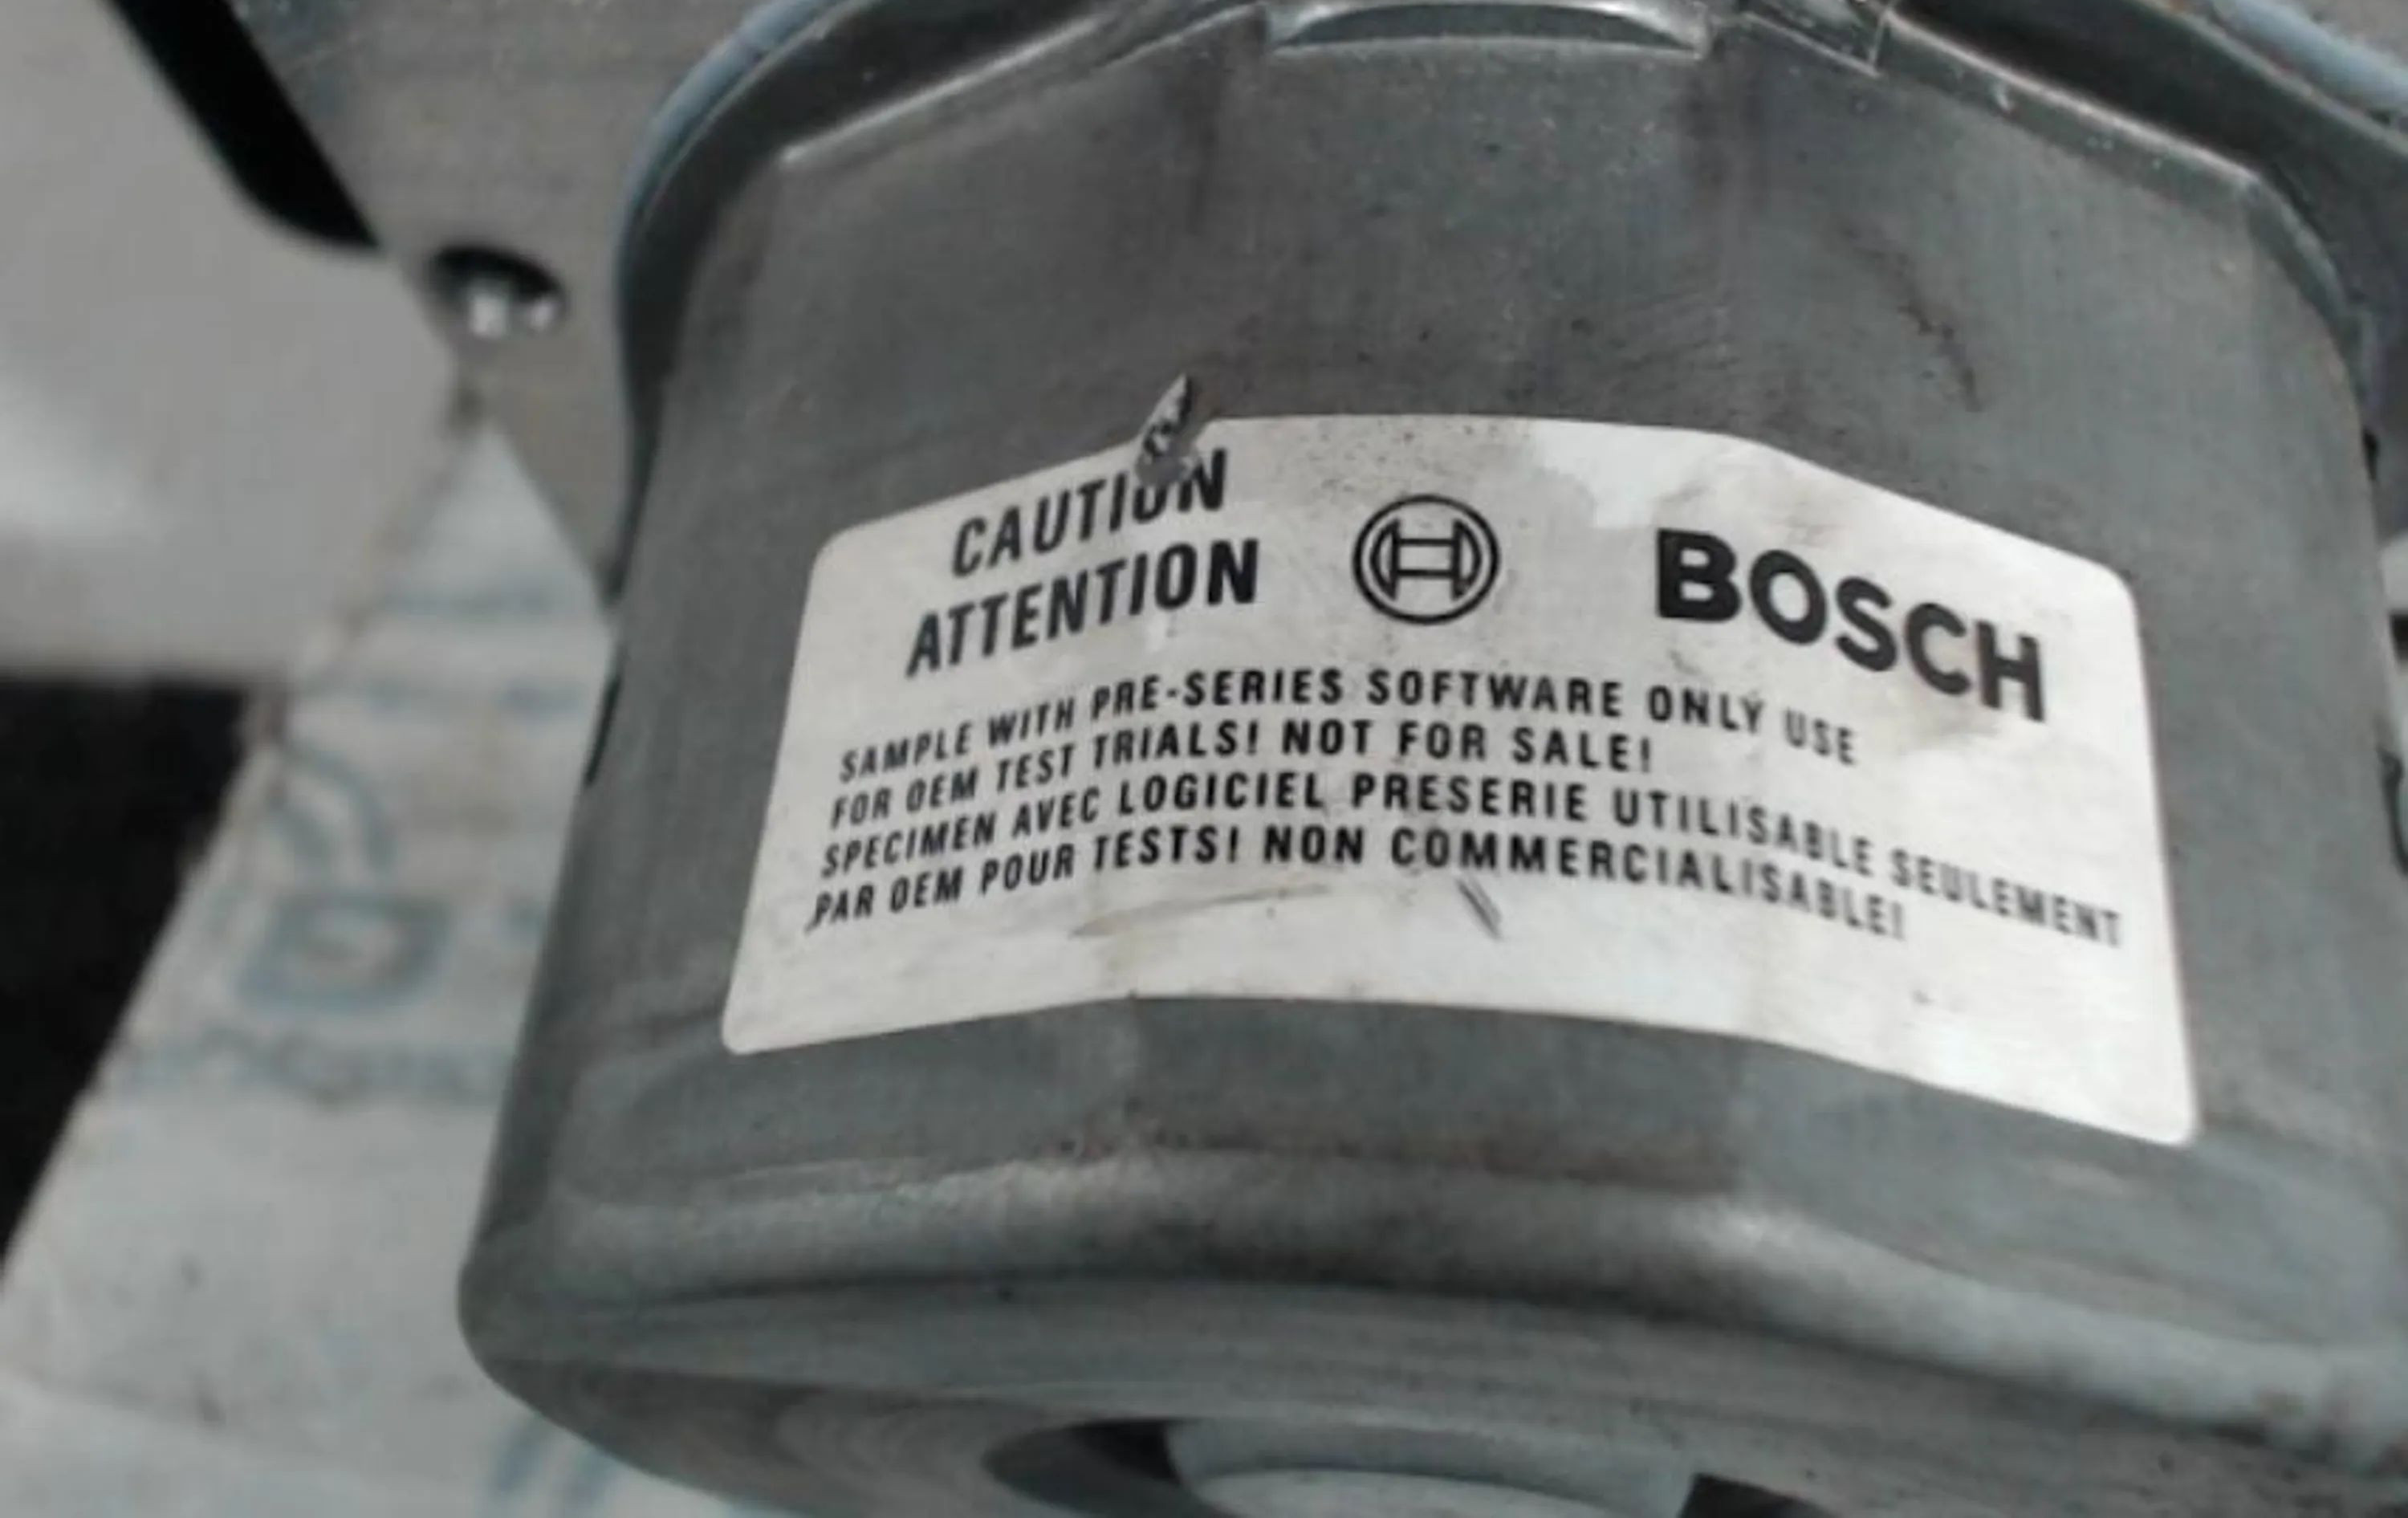 CAUTION
ATTENTION
BOSCH
SAMPLE WITH PRE-SERIES SOFTWARE ONLY USE
FOR OEM TEST TRIALS! NOT FOR SALE!
SPECIMEN AVEC LOGICIEL PRESERIE UTILISABLE SEULEMENT
PAR OEM POUR TESTS! NON COMMERCIALISABLE!